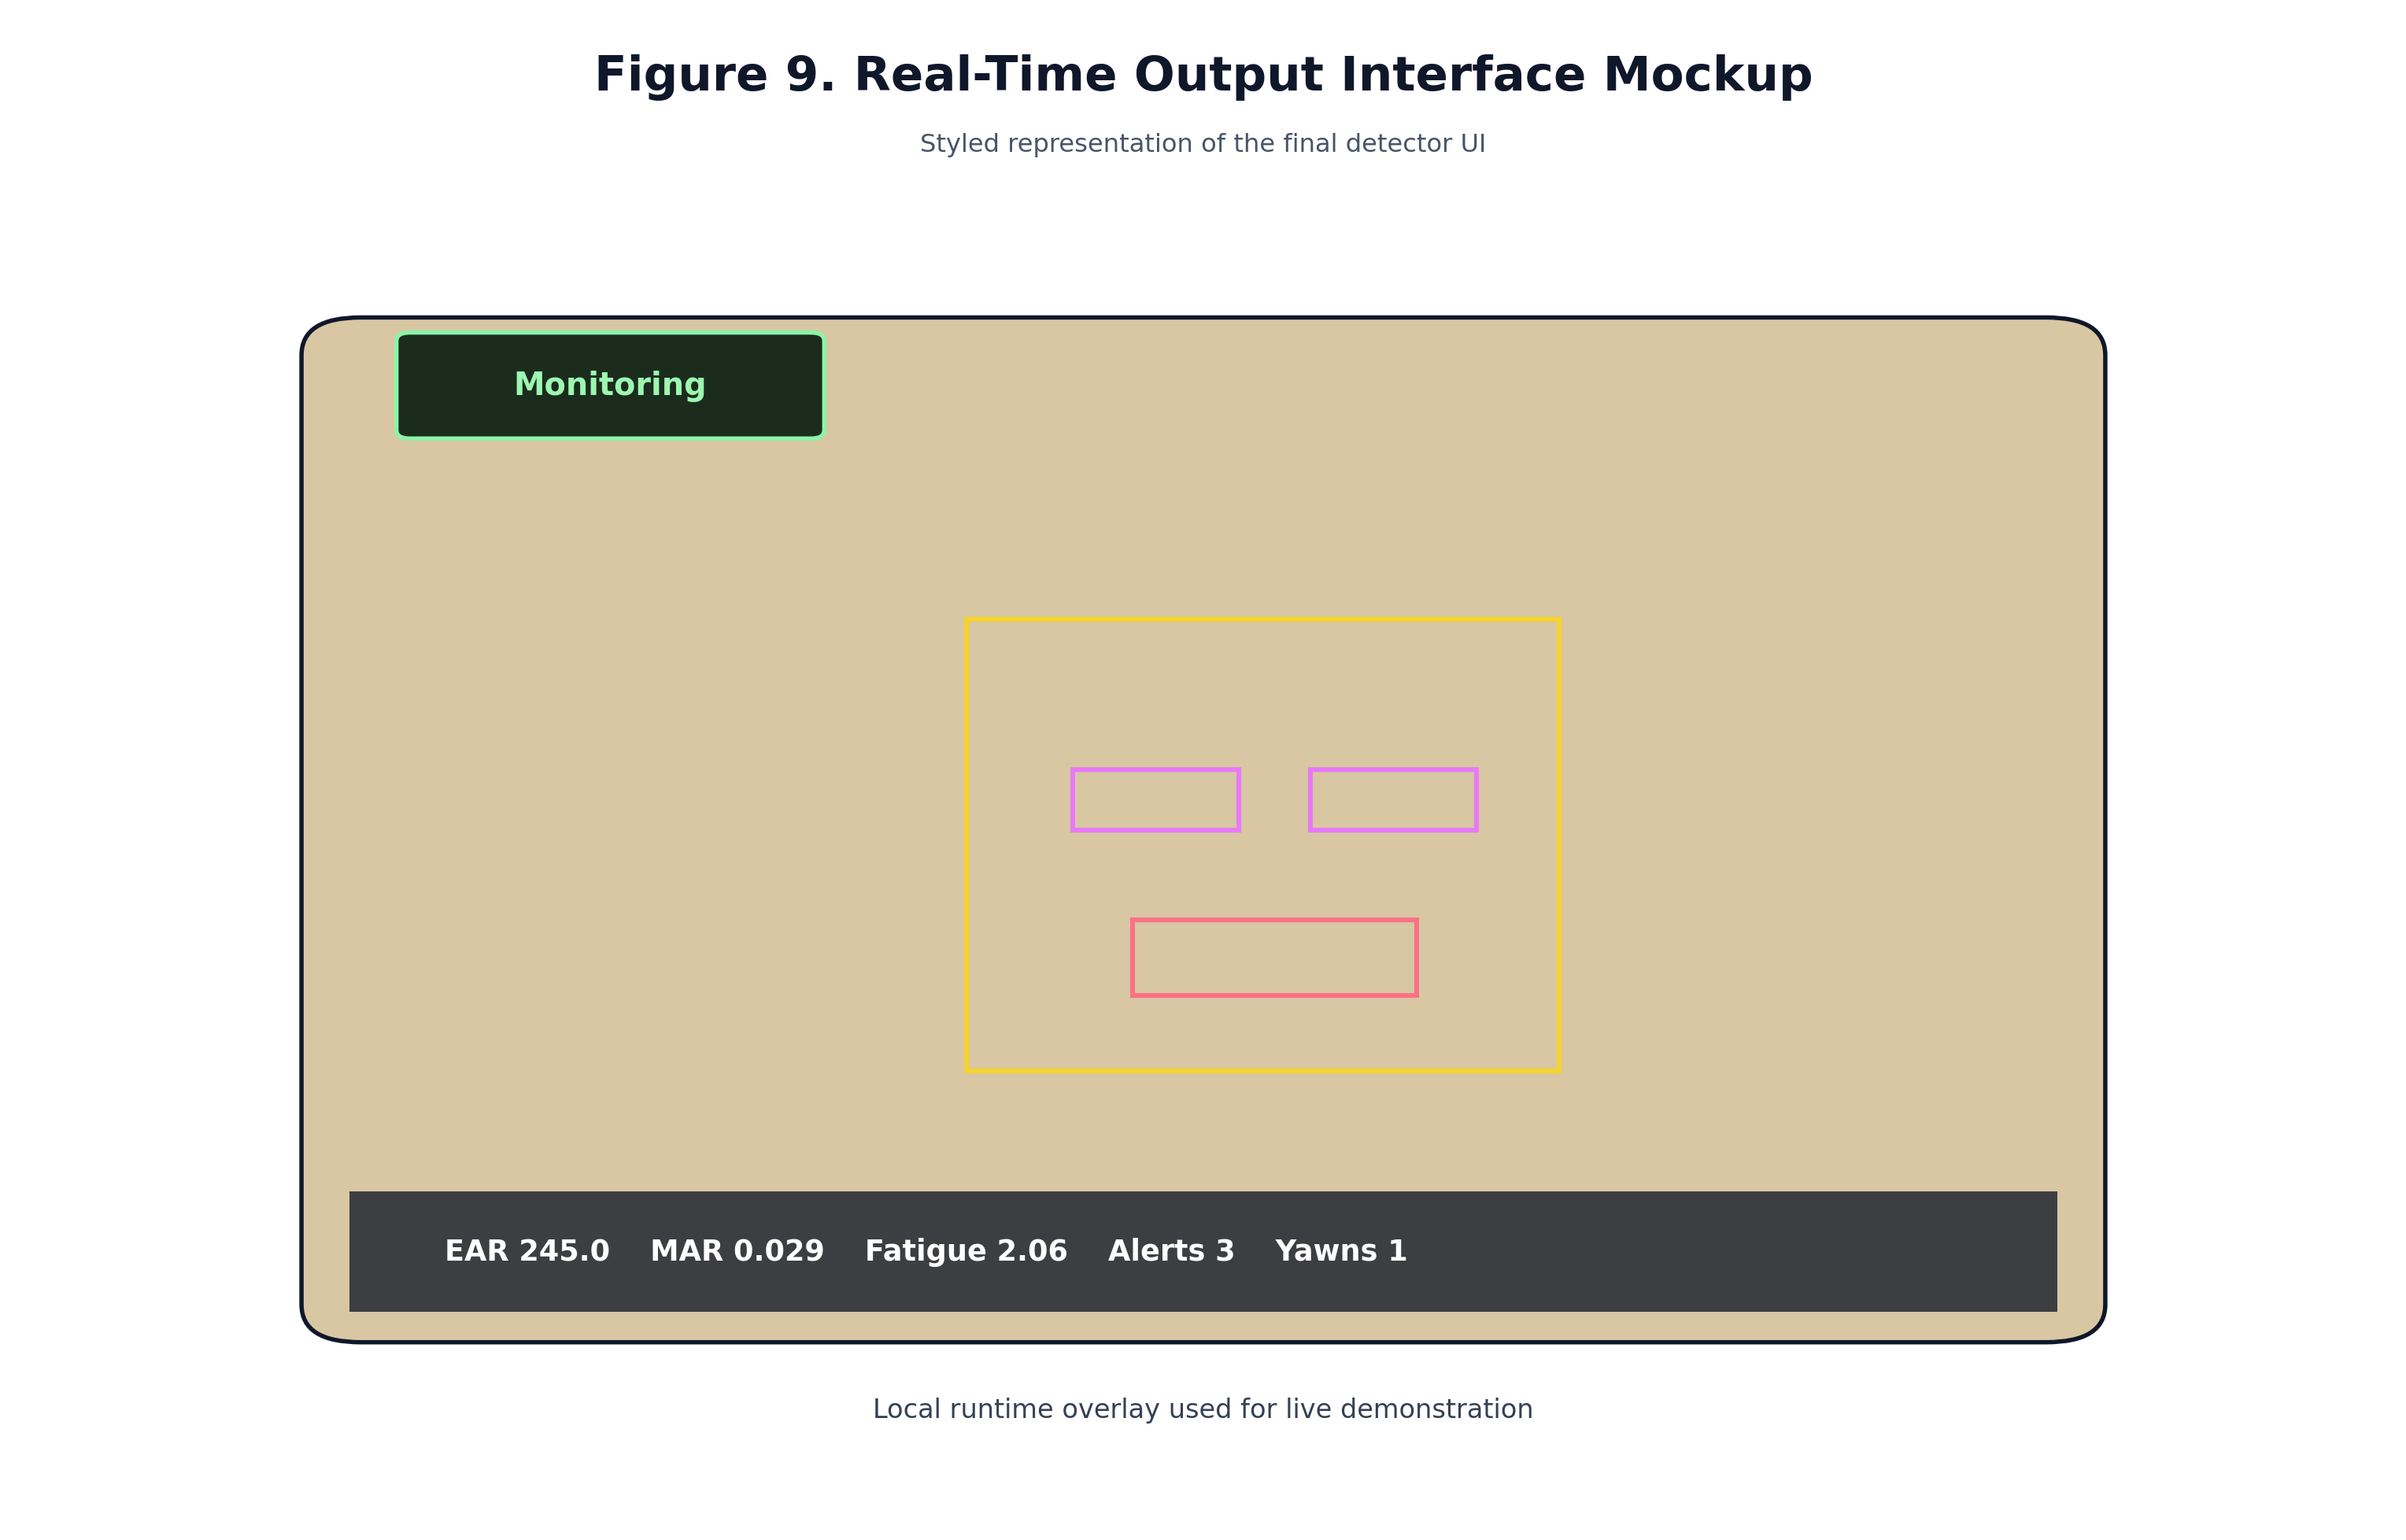 Figure 9. Real-Time Output Interface Mockup
Styled representation of the final detector UI
Monitoring
EAR 245.0 MAR 0.029 Fatigue 2.06 Alerts 3 Yawns 1
Local runtime overlay used for live demonstration